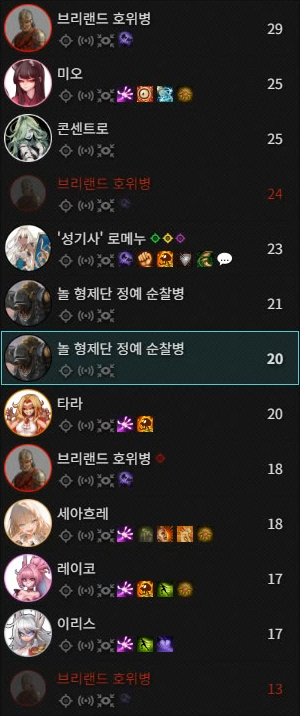 브리랜드 호위병
29
미오
25
콘센트로
25
브리랜드 호위병
24
'성기사' 로메누
23
놀 형제단 정예 순찰병
21
놀 형제단 정예 순찰병
20
타라
20
브리랜드 호위병
18
세아흐레
18
레이코
17
이리스
17
브리랜드 호위병
13